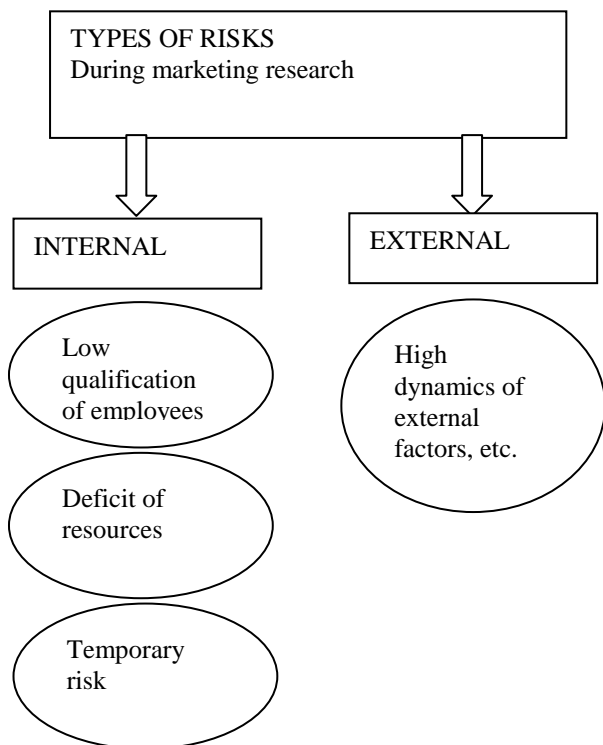 TYPES OF RISKS
During marketing research
INTERNAL
EXTERNAL
Low
qualification
of employees
High
dynamics of
external
factors, etc.
Deficit of
resources
Temporary
risk